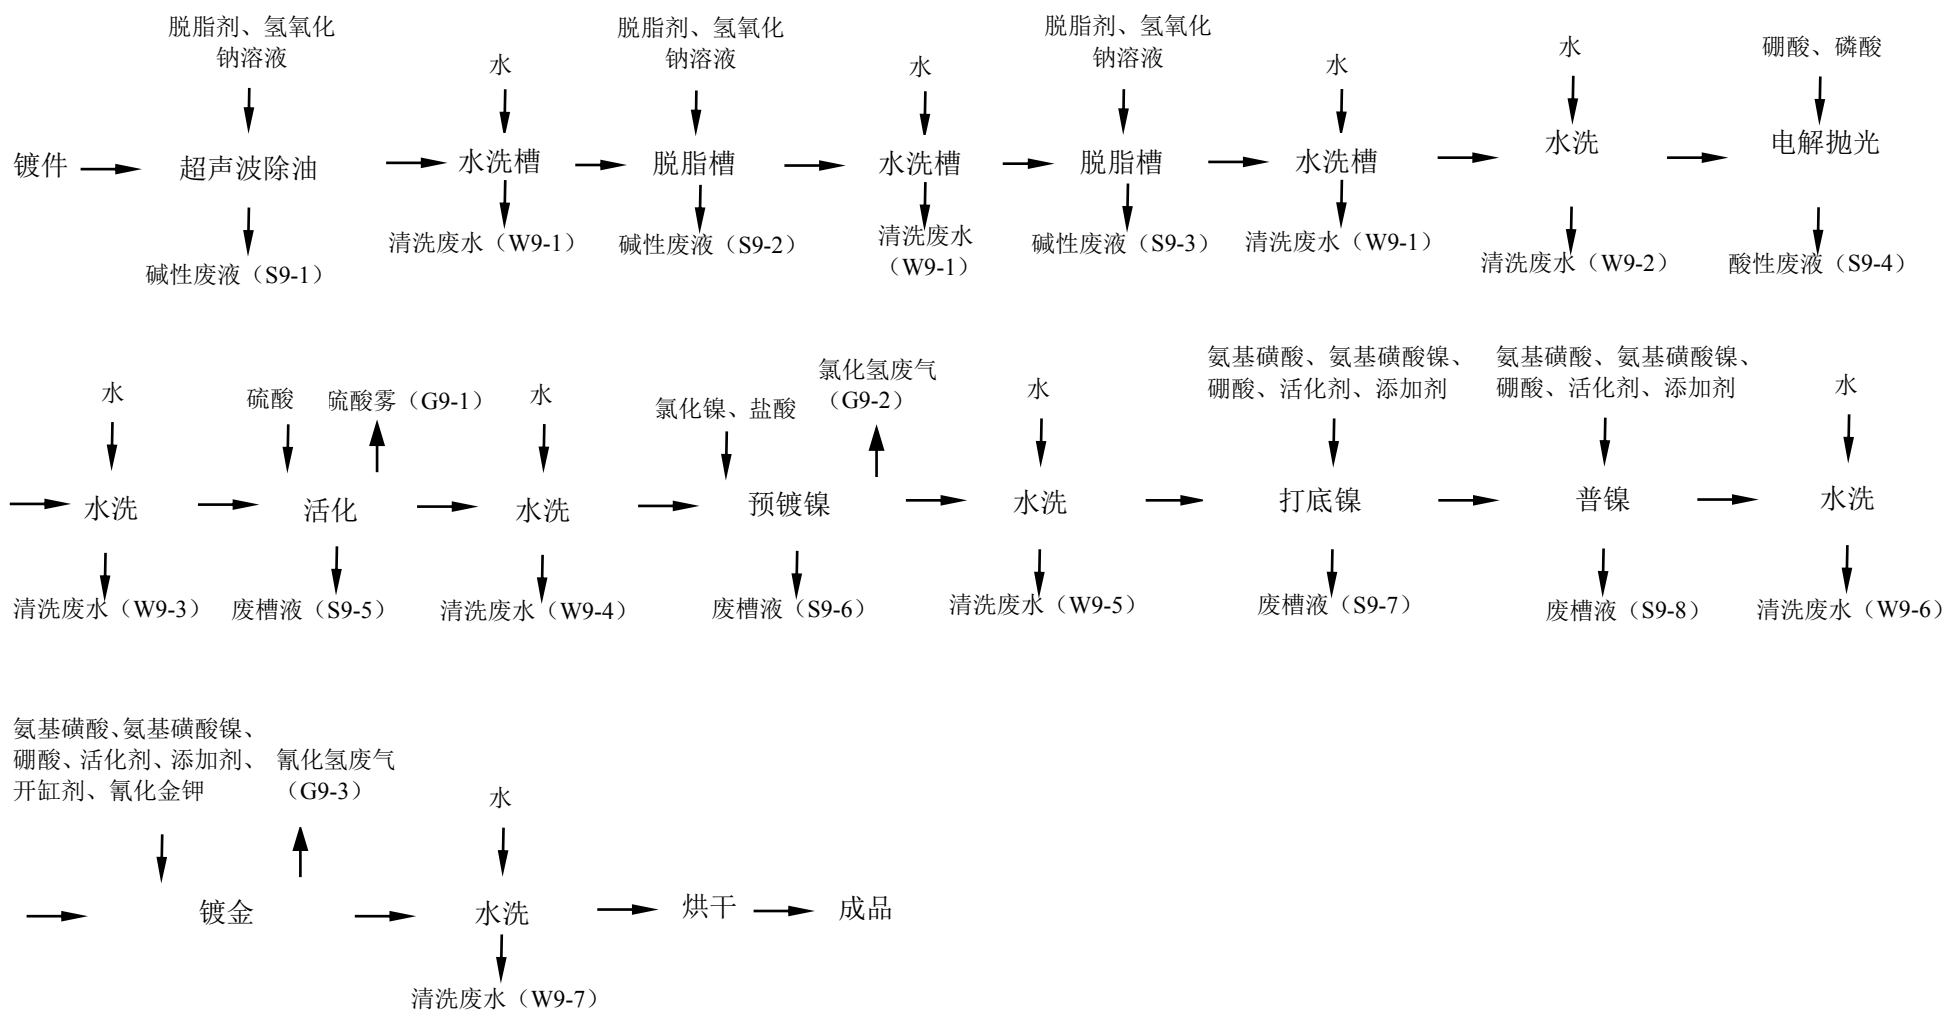 脱脂剂、氢氧化
钠溶液
水
脱脂剂、氢氧化
钠溶液
水
脱脂剂、氢氧化
钠溶液
水
水
硼酸、磷酸
镀件
超声波除油
水洗槽
脱脂槽
水洗槽
脱脂槽
水洗槽
水洗
电解抛光
碱性废液（S9-1）
清洗废水（W9-1）
碱性废液（S9-2）
清洗废水
（W9-1）
碱性废液（S9-3）
清洗废水（W9-1）
清洗废水（W9-2）
酸性废液（S9-4）
水
硫酸
硫酸雾（G9-1）
水
氯化镍、盐酸
氯化氢废气
（G9-2）
水
氨基磺酸、氨基磺酸镍、
硼酸、活化剂、添加剂
氨基磺酸、氨基磺酸镍、
硼酸、活化剂、添加剂
水
水洗
活化
水洗
预镀镍
水洗
打底镍
普镍
水洗
清洗废水（W9-3）
废槽液（S9-5）
清洗废水（W9-4）
废槽液（S9-6）
清洗废水（W9-5）
废槽液（S9-7）
废槽液（S9-8）
清洗废水（W9-6）
氨基磺酸、氨基磺酸镍、
硼酸、活化剂、添加剂、
开缸剂、氰化金钾
氰化氢废气
（G9-3）
水
镀金
水洗
烘干
成品
清洗废水（W9-7）